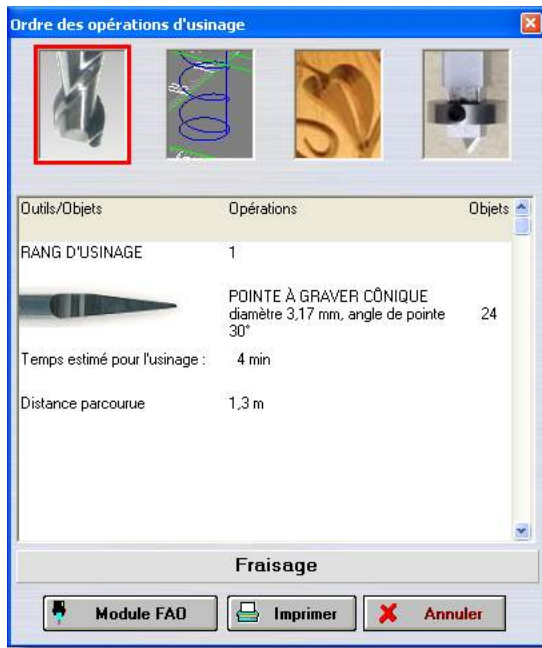 Ordre des opérations d'usinage
Outils/Objets Opérations Objets
RANG D'USINAGE 1
POINTE À GRAVER CÔNIQUE
diamètre 3,17 mm, angle de pointe 24
30°
Temps estimé pour l'usinage : 4 min
Distance parcourue 1,3 m
Fraisage
Module FAO Imprimer Annuler